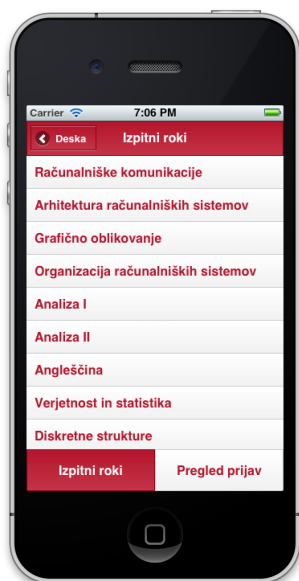 Carrier 7:06 PM
Deska Izpitni roki
Računalniške komunikacije
Arhitektura računalniških sistemov
Grafično oblikovanje
Organizacija računalniških sistemov
Analiza I
Analiza II
Angleščina
Verjetnost in statistika
Diskretne strukture
Izpitni roki Pregled prijav